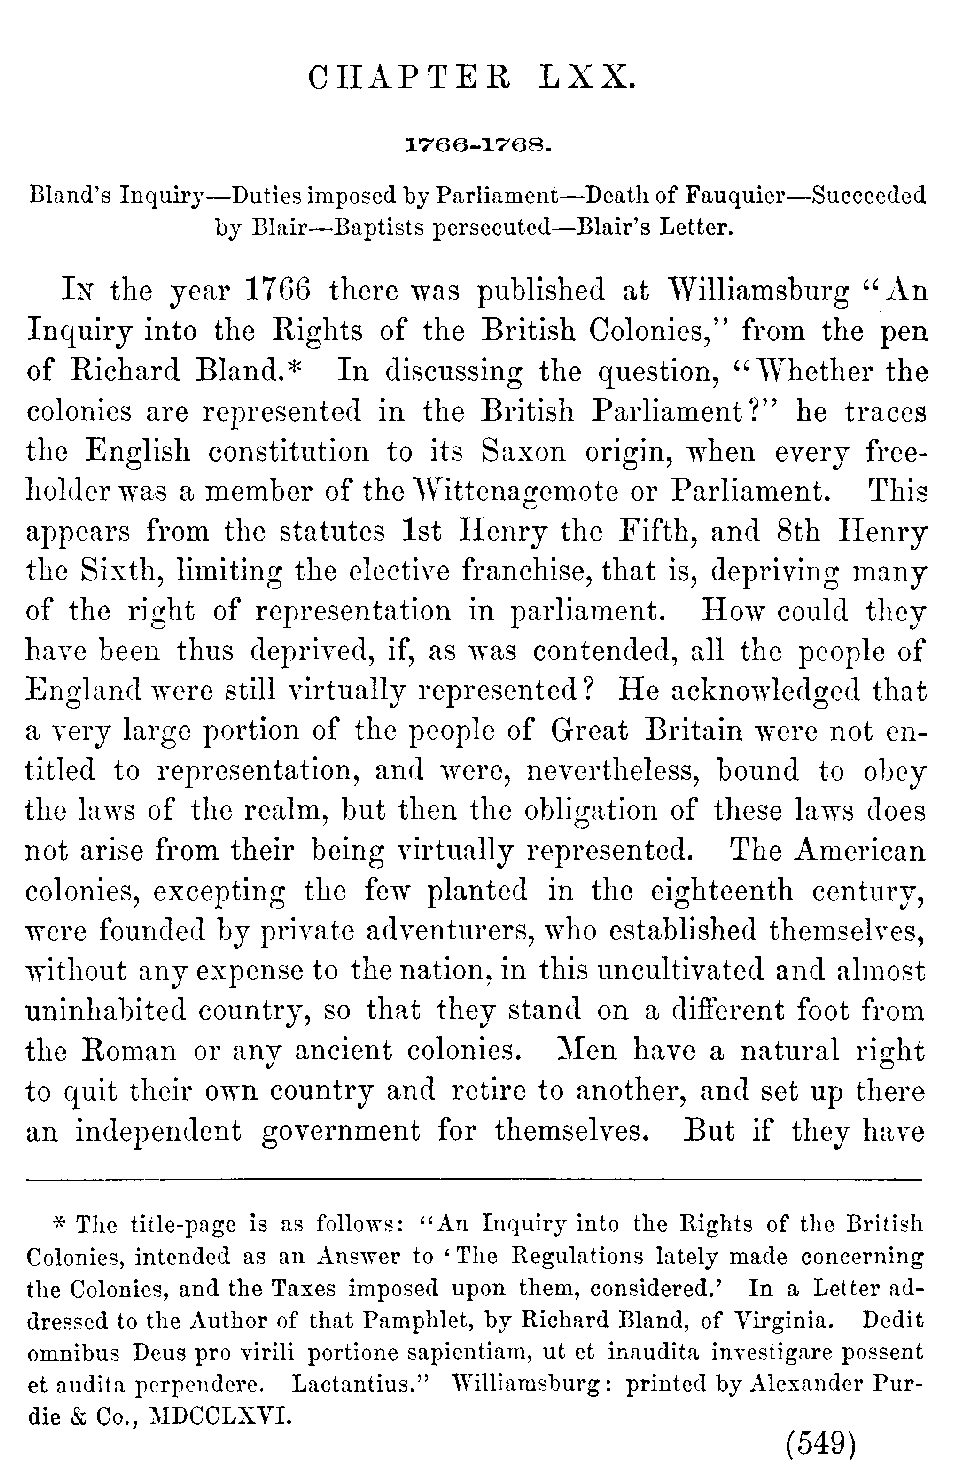 CHAPTER LXX.
1766-1768.
Bland's Inquiry—Duties imposed by Parliament—Death of Fauquier—Succeeded
by Blair—Baptists persecuted—Blair's Letter.
In the year 1766 there was published at Williamsburg "An
Inquiry into the Rights of the British Colonies," from the pen
of Richard Bland.* In discussing the question, "Whether the
colonies are represented in the British Parliament?" he traces
the English constitution to its Saxon origin, when every free-
holder was a member of the Wittenagemote or Parliament. This
appears from the statutes 1st Henry the Fifth, and 8th Henry
the Sixth, limiting the elective franchise, that is, depriving many
of the right of representation in parliament. How could they
have been thus deprived, if, as was contended, all the people of
England were still virtually represented? He acknowledged that
a very large portion of the people of Great Britain were not en-
titled to representation, and were, nevertheless, bound to obey
the laws of the realm, but then the obligation of these laws does
not arise from their being virtually represented. The American
colonies, excepting the few planted in the eighteenth century,
were founded by private adventurers, who established themselves,
without any expense to the nation, in this uncultivated and almost
uninhabited country, so that they stand on a different foot from
the Roman or any ancient colonies. Men have a natural right
to quit their own country and retire to another, and set up there
an independent government for themselves. But if they have
* The title-page is as follows: "An Inquiry into the Rights of the British
Colonies, intended as an Answer to 'The Regulations lately made concerning
the Colonies, and the Taxes imposed upon them, considered.' In a Letter ad-
dressed to the Author of that Pamphlet, by Richard Bland, of Virginia. Dedit
omnibus Deus pro virili portione sapientiam, ut et inaudita investigare possent
et audita perpendere. Lactantius." Williamsburg: printed by Alexander Pur-
die & Co., MDCCLXVI.
(549)